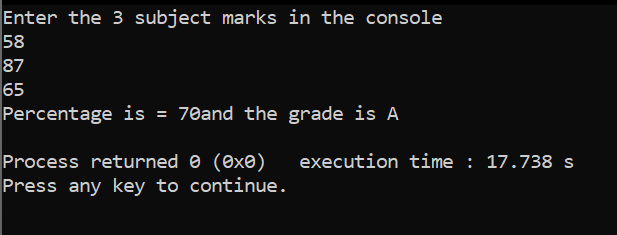 Enter the 3 subject marks in the console
58
87
65
Percentage is = 70and the grade is A
Process returned 0 (0x0)   execution time : 17.738 s
Press any key to continue.